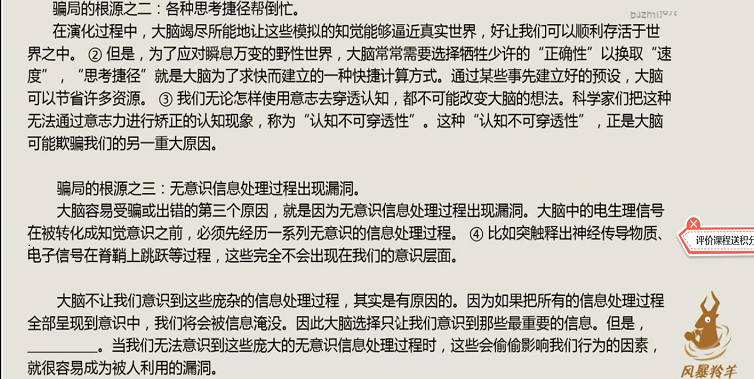 骗局的根源之二：各种思考捷径帮倒忙。
在演化过程中，大脑竭尽所能地让这些模拟的知觉能够逼近真实世界，好让我们可以顺利存活于世
界之中。 ② 但是，为了应对瞬息万变的野性世界，大脑常常需要选择牺牲少许的“正确性”以换取“速
度”，“思考捷径”就是大脑为了求快而建立的一种快捷计算方式。通过某些事先建立好的预设，大脑
可以节省许多资源。 ③ 我们无论怎样使用意志去穿透认知，都不可能改变大脑的想法。科学家们把这种
无法通过意志力进行矫正的认知现象，称为“认知不可穿透性”。这种“认知不可穿透性”，正是大脑
可能欺骗我们的另一重大原因。
骗局的根源之三：无意识信息处理过程出现漏洞。
大脑容易受骗或出错的第三个原因，就是因为无意识信息处理过程出现漏洞。大脑中的电生理信号
在被转化成知觉意识之前，必须先经历一系列无意识的信息处理过程。 ④ 比如突触释出神经传导物质、
电子信号在脊鞘上跳跃等过程，这些完全不会出现在我们的意识层面。
评价课程送积分
大脑不让我们意识到这些庞杂的信息处理过程，其实是有原因的。因为如果把所有的信息处理过程
全部呈现到意识中，我们将会被信息淹没。因此大脑选择只让我们意识到那些最重要的信息。但是，
__________。当我们无法意识到这些庞大的无意识信息处理过程时，这些会偷偷影响我们行为的因素，
就很容易成为被人利用的漏洞。
风暴羚羊